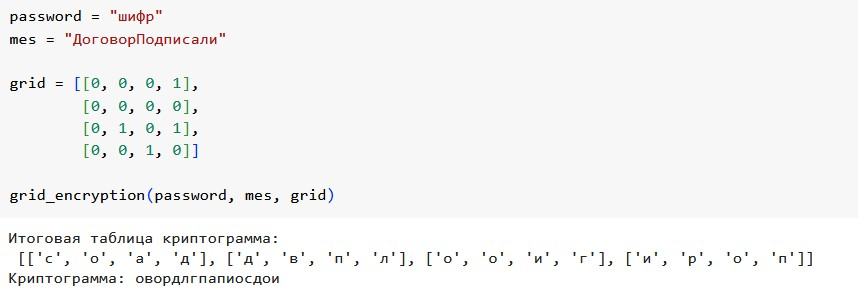 password = "шифр"
mes = "ДоговорПодписали"
grid = [[0, 0, 0, 1],
[0, 0, 0, 0],
[0, 1, 0, 1],
[0, 0, 1, 0]]
grid_encryption(password, mes, grid)
Итоговая таблица криптограмма:
[['с', 'о', 'а', 'д'], ['д', 'в', 'п', 'л'], ['о', 'о', 'и', 'г'], ['и', 'р', 'о', 'п']]
Криптограмма: овордлгпапиосдои